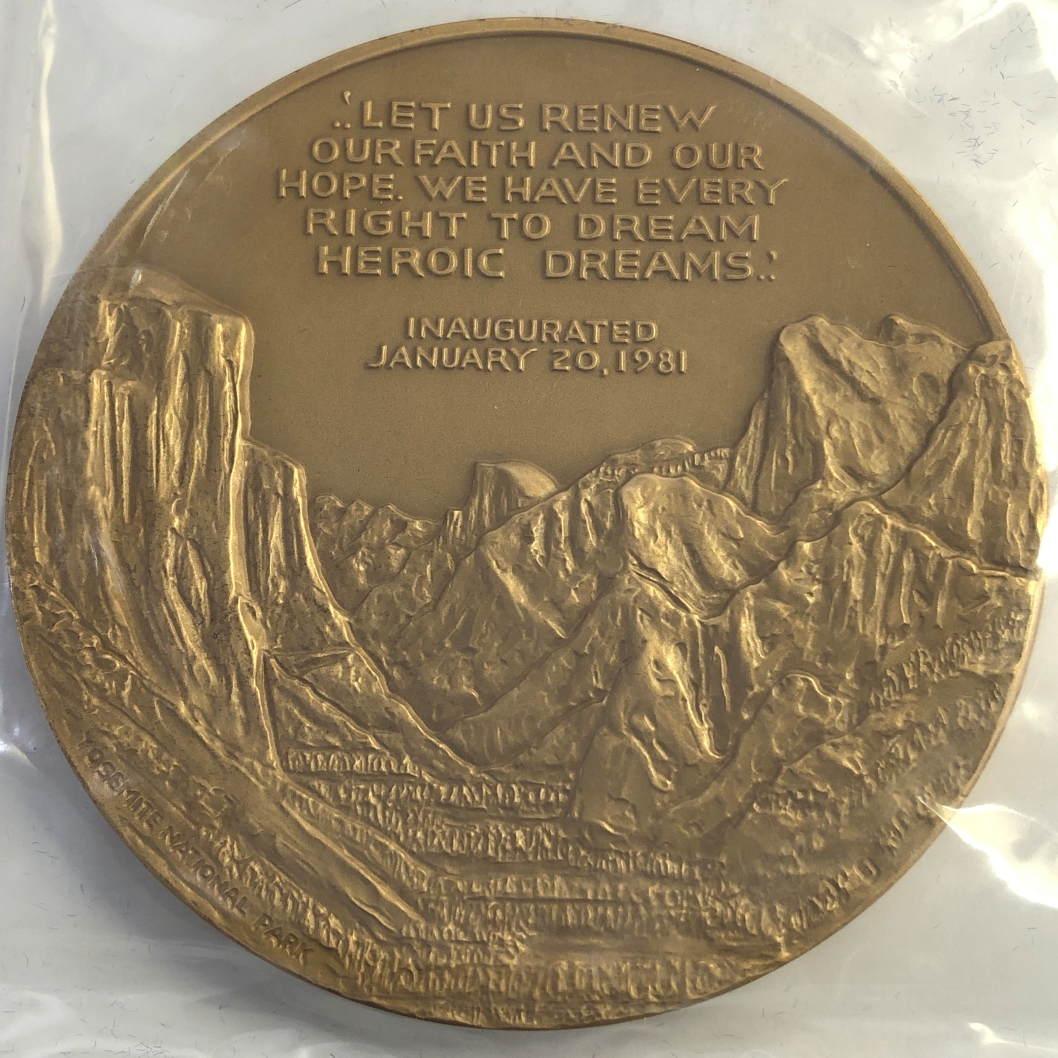 ..‘LET US RENEW
OUR FAITH AND OUR
HOPE. WE HAVE EVERY
RIGHT TO DREAM
HEROIC DREAMS..’
INAUGURATED
JANUARY 20, 1981
YOSEMITE NATIONAL PARK